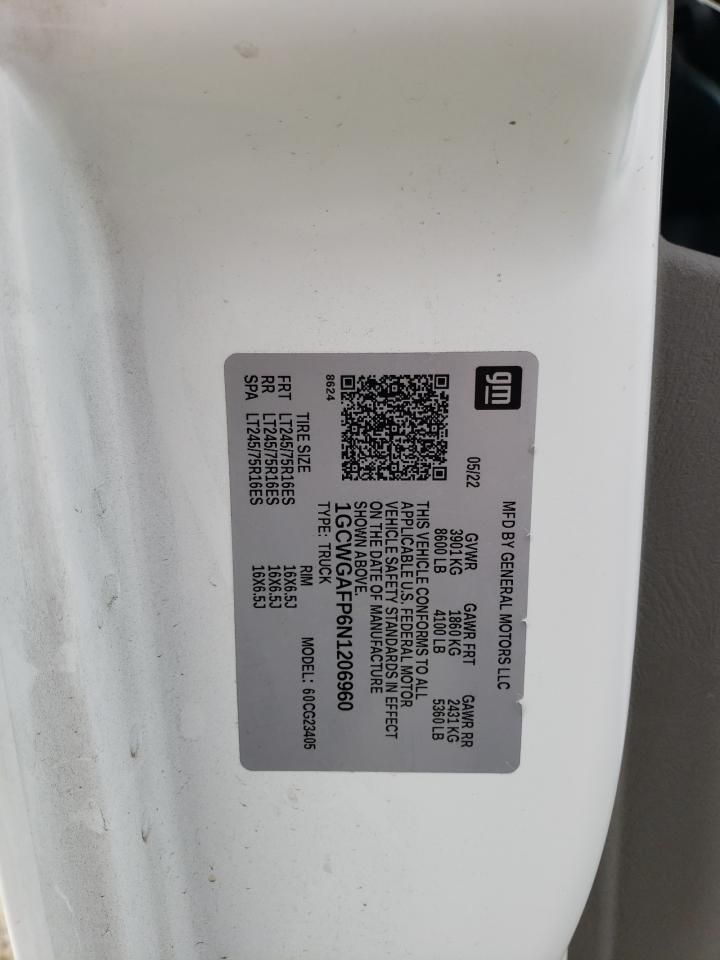 gm
MFD BY GENERAL MOTORS LLC
05/22
GVWR GAWR FRT GAWR RR
3901 KG 1860 KG 2431 KG
8600 LB 4100 LB 5360 LB
THIS VEHICLE CONFORMS TO ALL
APPLICABLE U.S. FEDERAL MOTOR
VEHICLE SAFETY STANDARDS IN EFFECT
ON THE DATE OF MANUFACTURE
SHOWN ABOVE.
1GCWGAFP6N1206960
8624
TYPE: TRUCK MODEL: 60CG23405
TIRE SIZE RIM
FRT LT245/75R16ES 16X6.5J
RR LT245/75R16ES 16X6.5J
SPA LT245/75R16ES 16X6.5J